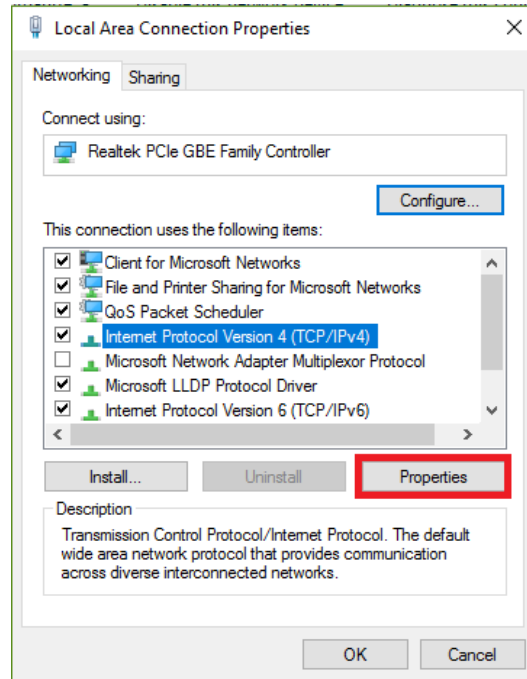 Local Area Connection Properties
Networking
Sharing
Connect using:
Realtek PCIe GBE Family Controller
Configure...
This connection uses the following items:
Client for Microsoft Networks
File and Printer Sharing for Microsoft Networks
QoS Packet Scheduler
Internet Protocol Version 4 (TCP/IPv4)
Microsoft Network Adapter Multiplexor Protocol
Microsoft LLDP Protocol Driver
Internet Protocol Version 6 (TCP/IPv6)
Install...
Uninstall
Properties
Description
Transmission Control Protocol/Internet Protocol. The default
wide area network protocol that provides communication
across diverse interconnected networks.
OK
Cancel